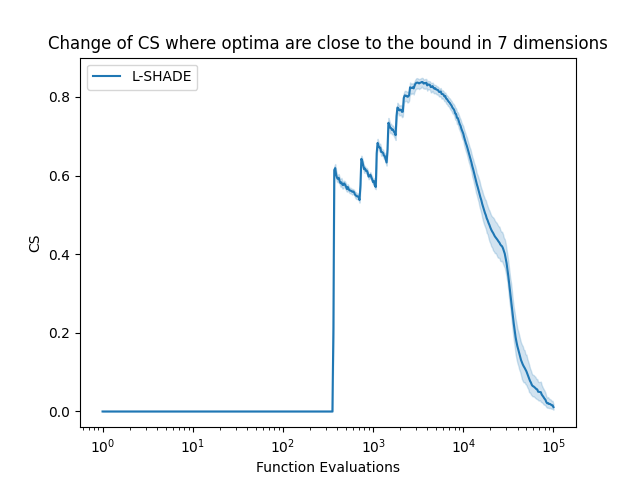 Change of CS where optima are close to the bound in 7 dimensions
L-SHADE
CS
0.8
0.6
0.4
0.2
0.0
10⁰ 10¹ 10² 10³ 10⁴ 10⁵
Function Evaluations